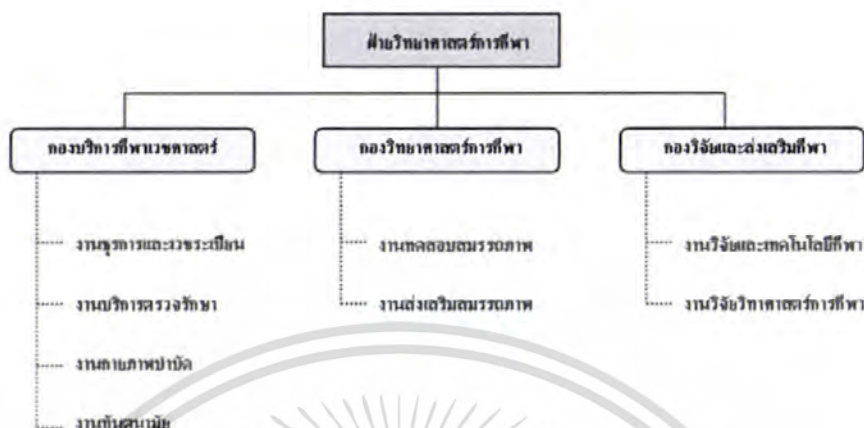 ฝ่ายวิทยาศาสตร์การกีฬา
กองบริการกีฬาเวชศาสตร์
กองวิทยาศาสตร์การกีฬา
กองวิจัยและส่งเสริมกีฬา
งานธุรการและเวชระเบียน
งานทดสอบสมรรถภาพ
งานวิจัยและเทคโนโลยีกีฬา
งานบริการตรวจรักษา
งานส่งเสริมสมรรถภาพ
งานวิจัยวิทาศาสตร์การกีฬา
งานกายภาพบำบัด
งานทันตนามัย